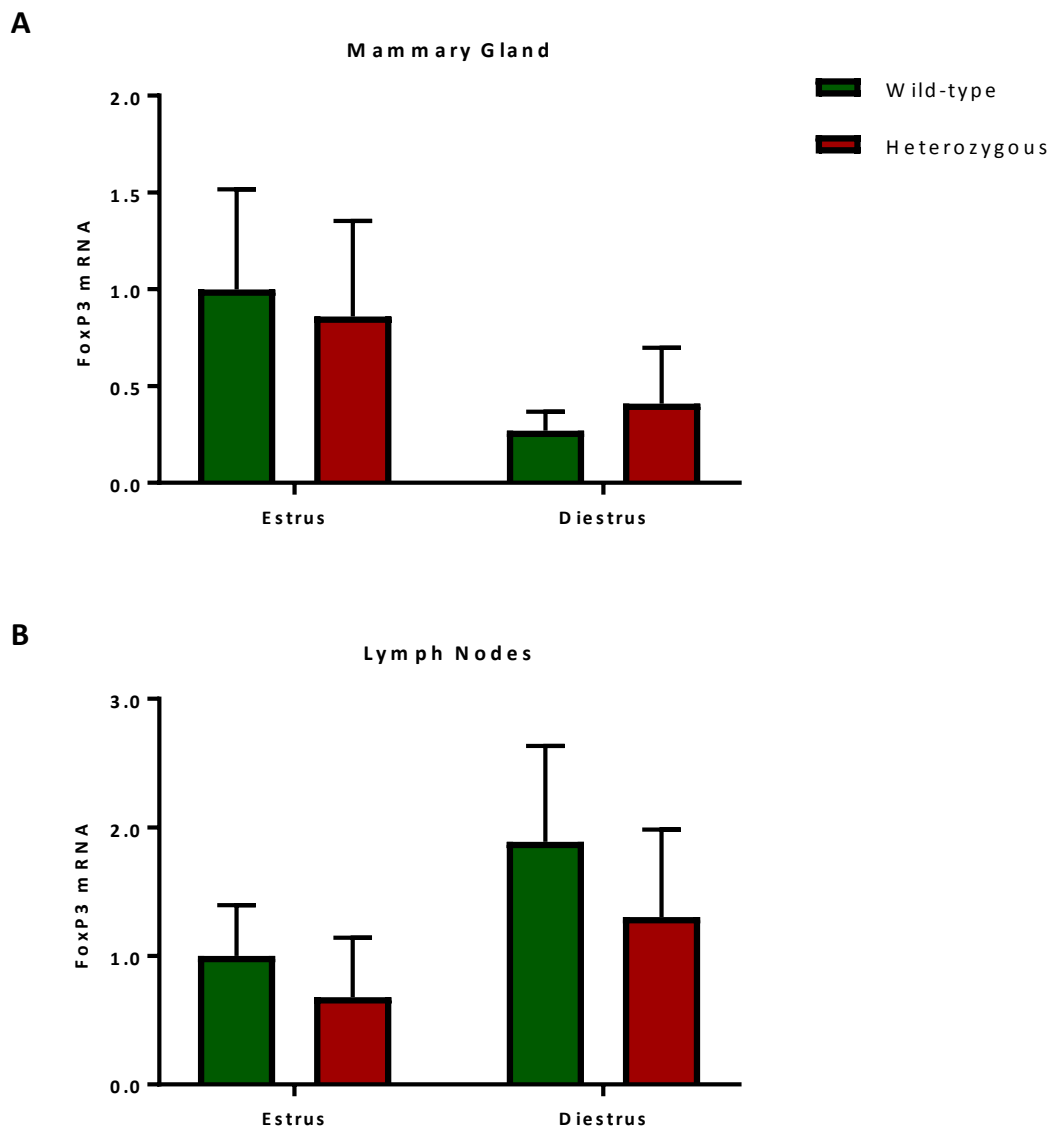 A
Mammary Gland
Wild-type
Heterozygous
FoxP3 mRNA
2.0
1.5
1.0
0.5
0.0
Estrus Diestrus
B
Lymph Nodes
FoxP3 mRNA
3.0
2.0
1.0
0.0
Estrus Diestrus